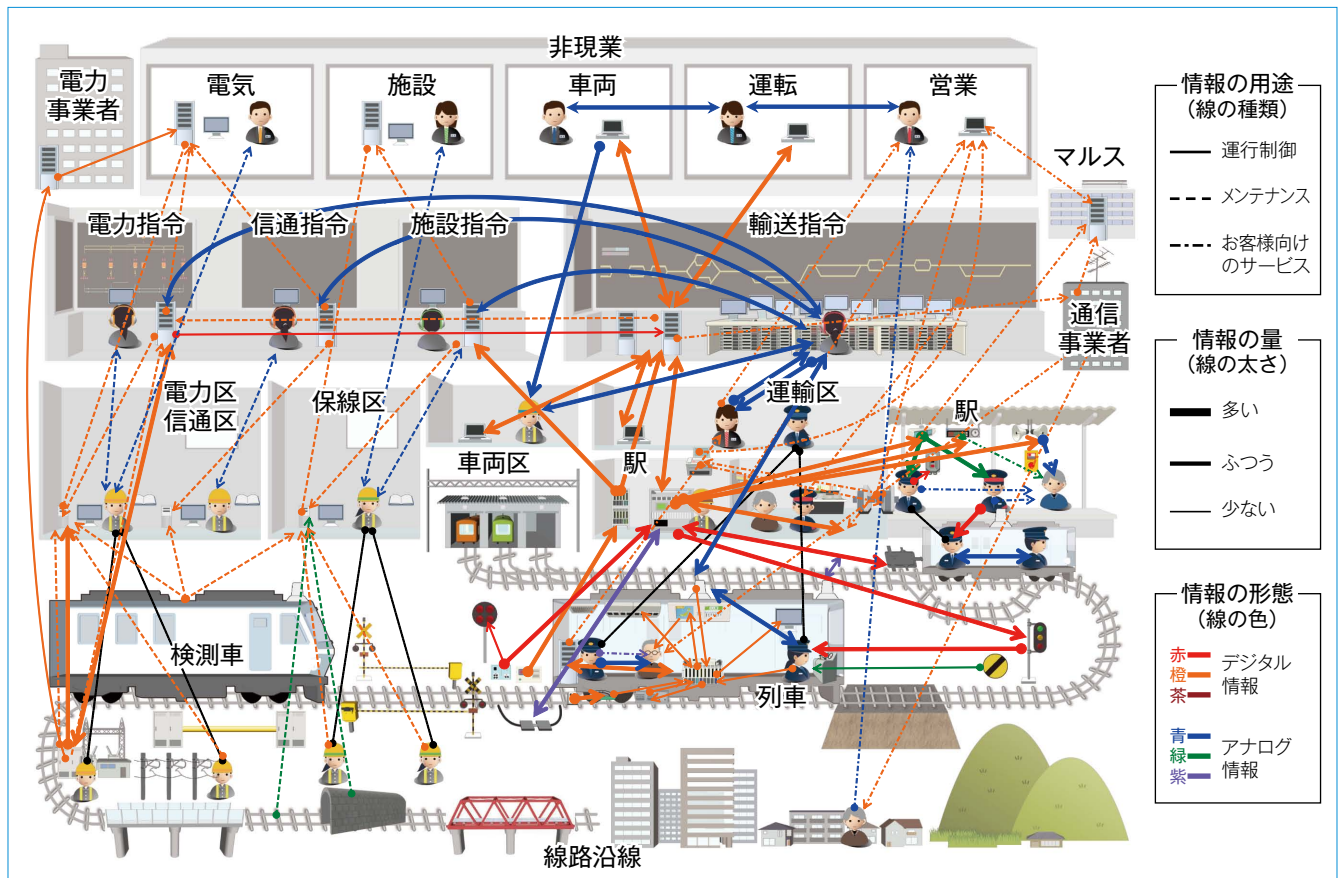 非現業
電力
事業者
電気
施設
車両
運転
営業
マルス
電力指令
信通指令
施設指令
輸送指令
通信
事業者
電力区
信通区
保線区
車両区
駅
運輸区
駅
検測車
列車
線路沿線
情報の用途
(線の種類)
運行制御
メンテナンス
お客様向け
のサービス
情報の量
(線の太さ)
多い
ふつう
少ない
情報の形態
(線の色)
赤
橙
茶
デジタル
情報
青
緑
紫
アナログ
情報